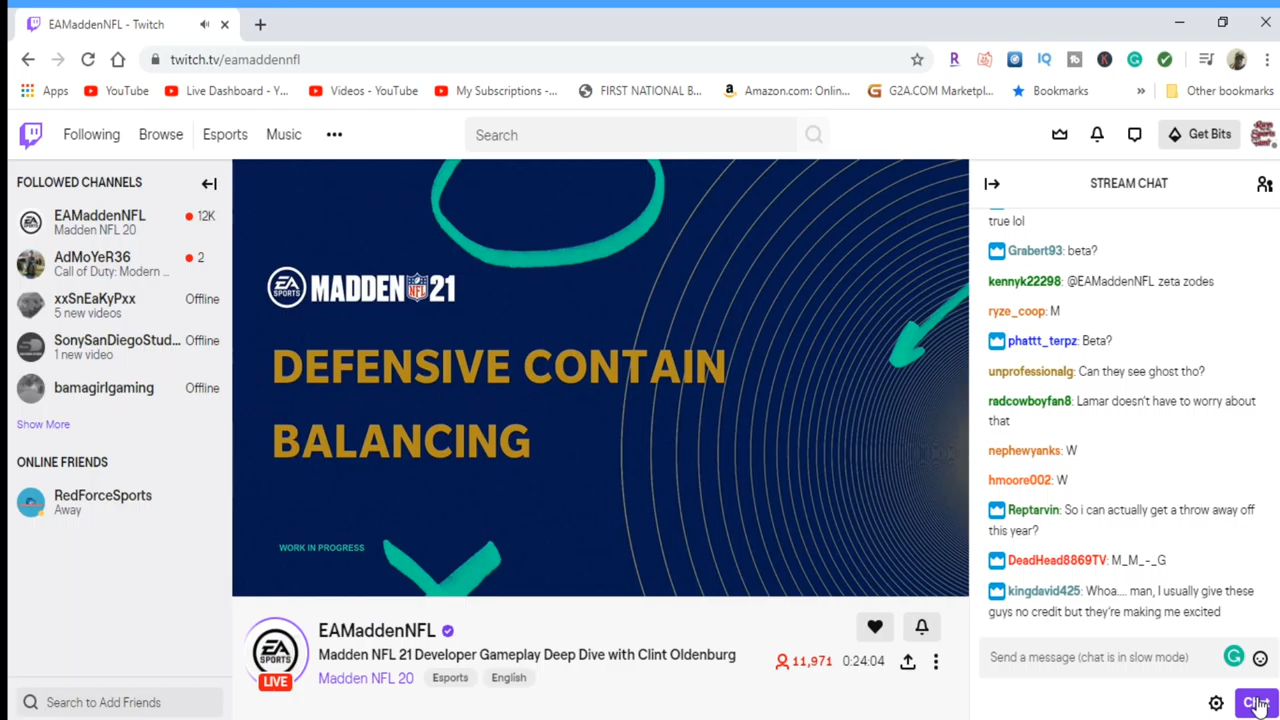 EAMaddenNFL - Twitch
twitch.tv/eamaddennfl
Apps
YouTube
Live Dashboard - Y...
Videos - YouTube
My Subscriptions -...
FIRST NATIONAL B...
Amazon.com: Onlin...
G2A.COM Marketpl...
Bookmarks
Other bookmarks
Following
Browse
Esports
Music
Search
Get Bits
FOLLOWED CHANNELS
EAMaddenNFL
Madden NFL 20
12K
AdMoYeR36
Call of Duty: Modern ...
2
xxSnEaKyPxx
5 new videos
Offline
SonySanDiegoStud...
1 new video
Offline
bamagirlgaming
Offline
Show More
ONLINE FRIENDS
RedForceSports
Away
Search to Add Friends
EA SPORTS MADDEN NFL 21
DEFENSIVE CONTAIN
BALANCING
WORK IN PROGRESS
EA SPORTS
LIVE
EAMaddenNFL
Madden NFL 21 Developer Gameplay Deep Dive with Clint Oldenburg
Madden NFL 20
Esports
English
11,971
0:24:04
STREAM CHAT
true lol
Grabert93: beta?
kennyk22298: @EAMaddenNFL zeta zodes
ryze_coop: M
phattt_terpz: Beta?
unprofessionalg: Can they see ghost tho?
radcowboyfan8: Lamar doesn't have to worry about
that
nephewyanks: W
hmoore002: W
Reptarvin: So i can actually get a throw away off
this year?
DeadHead8869TV: M_M_-_G
kingdavid425: Whoa.... man, I usually give these
guys no credit but they're making me excited
Send a message (chat is in slow mode)